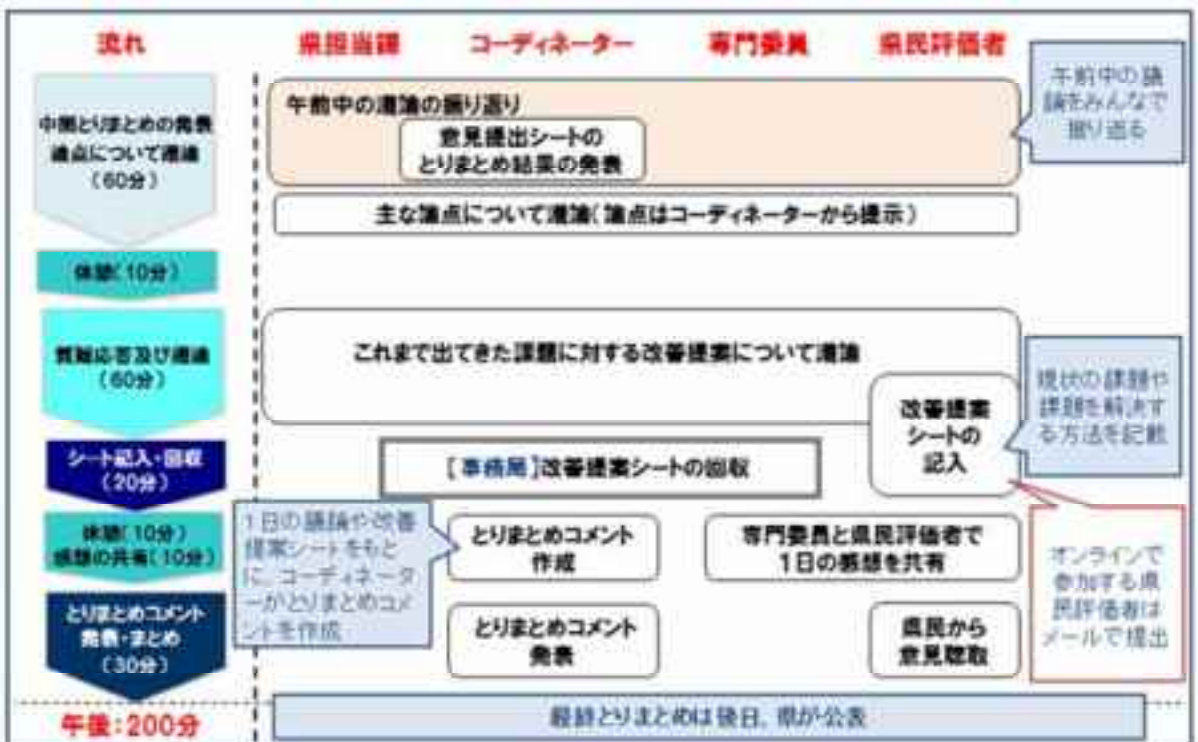 流れ
県担当課
コーディネーター
専門委員
県民評価者
中間とりまとめの発表
論点について議論
(60分)
午前中の議論の振り返り
意見提出シートの
とりまとめ結果の発表
午前中の議
論をみんなで
振り返る
主な論点について議論(論点はコーディネーターから提示)
休憩(10分)
質疑応答及び議論
(60分)
これまで出てきた課題に対する改善提案について議論
改善提案
シートの
記入
現状の課題や
課題を解決す
る方法を記載
シート記入・回収
(20分)
[事務局]改善提案シートの回収
休憩(10分)
感想の共有(10分)
1日の議論や改善
提案シートをもと
に、コーディネータ
ーがとりまとめコメ
ントを作成
とりまとめコメント
作成
専門委員と県民評価者で
1日の感想を共有
オンラインで
参加する県
民評価者は
メールで提出
とりまとめコメント
発表・まとめ
(30分)
とりまとめコメント
発表
県民から
意見聴取
午後:200分
最終とりまとめは後日、県が公表